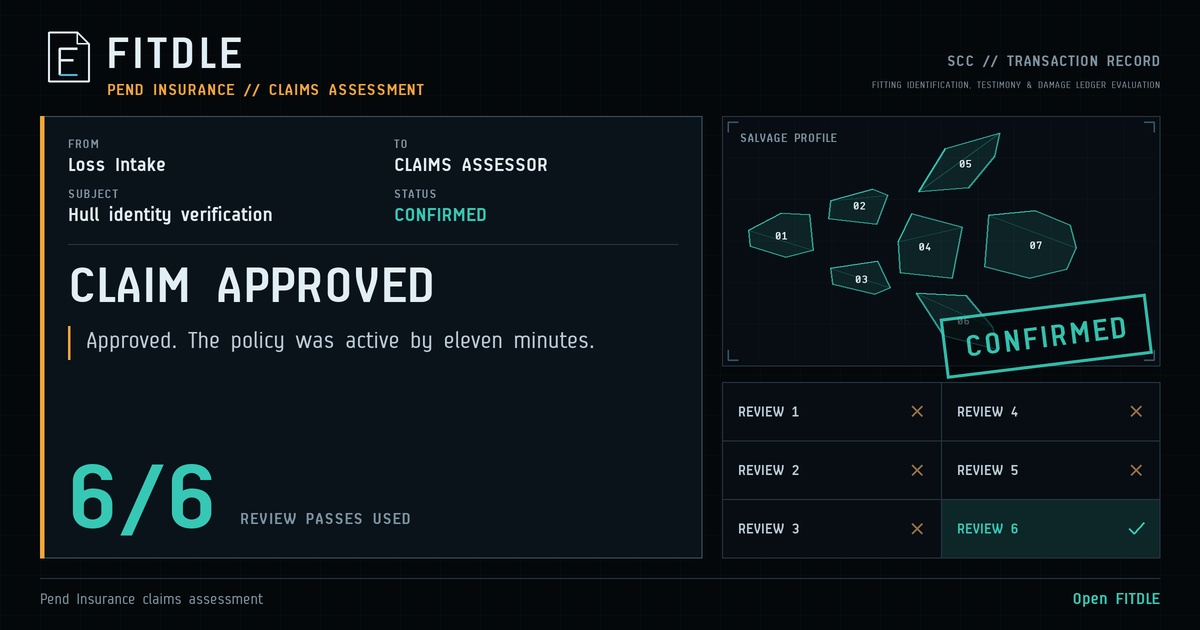 FITDLE
PEND INSURANCE // CLAIMS ASSESSMENT
SCC // TRANSACTION RECORD
FITTING IDENTIFICATION, TESTIMONY & DAMAGE LEDGER EVALUATION
FROM
Loss Intake
TO
CLAIMS ASSESSOR
SUBJECT
Hull identity verification
STATUS
CONFIRMED
CLAIM APPROVED
Approved. The policy was active by eleven minutes.
6/6 REVIEW PASSES USED
SALVAGE PROFILE
05
02
01
04
07
03
06
CONFIRMED
REVIEW 1
REVIEW 4
REVIEW 2
REVIEW 5
REVIEW 3
REVIEW 6
Pend Insurance claims assessment
Open FITDLE